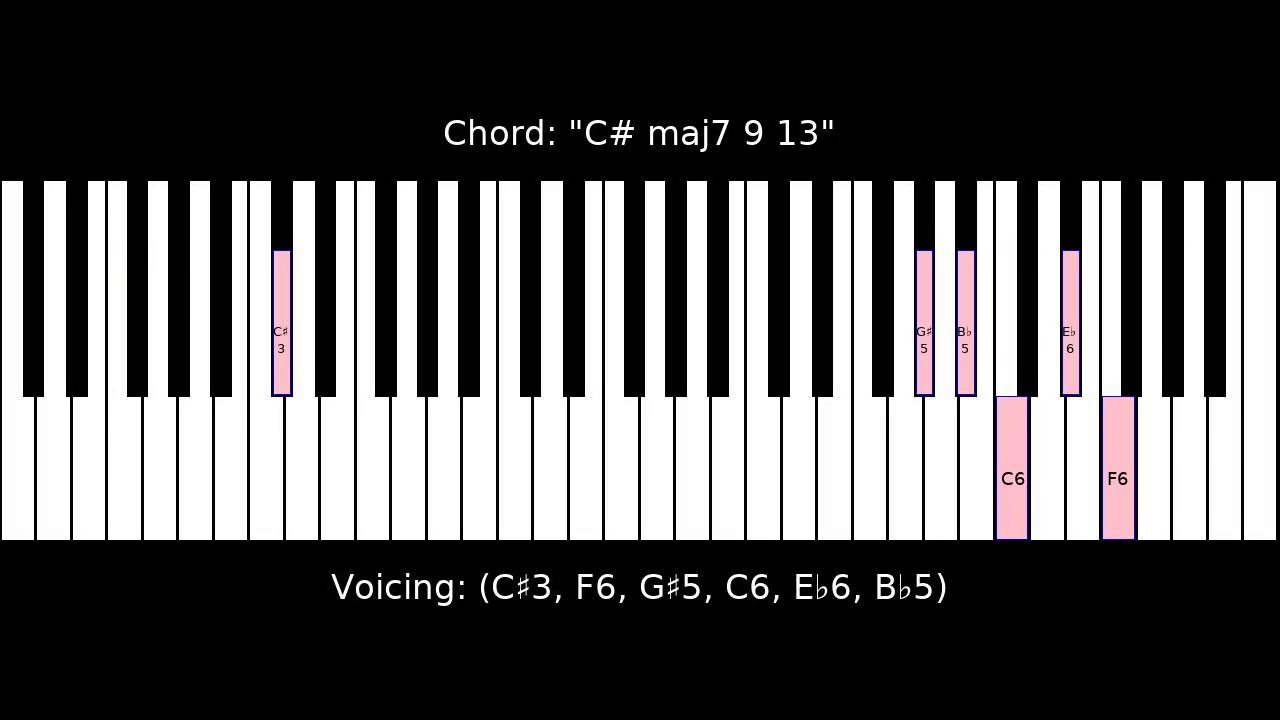 Chord: "C# maj7 9 13"
C♯
3
G♯
5
B♭
5
E♭
6
C6
F6
Voicing: (C♯3, F6, G♯5, C6, E♭6, B♭5)